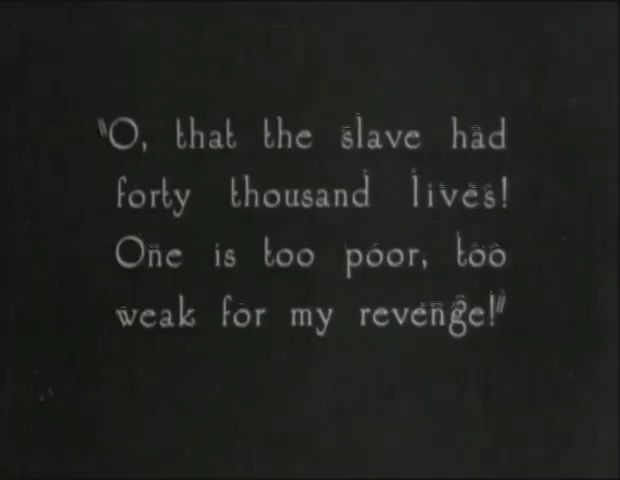 "O, that the slave had
forty thousand lives!
One is too poor, too
weak for my revenge!"